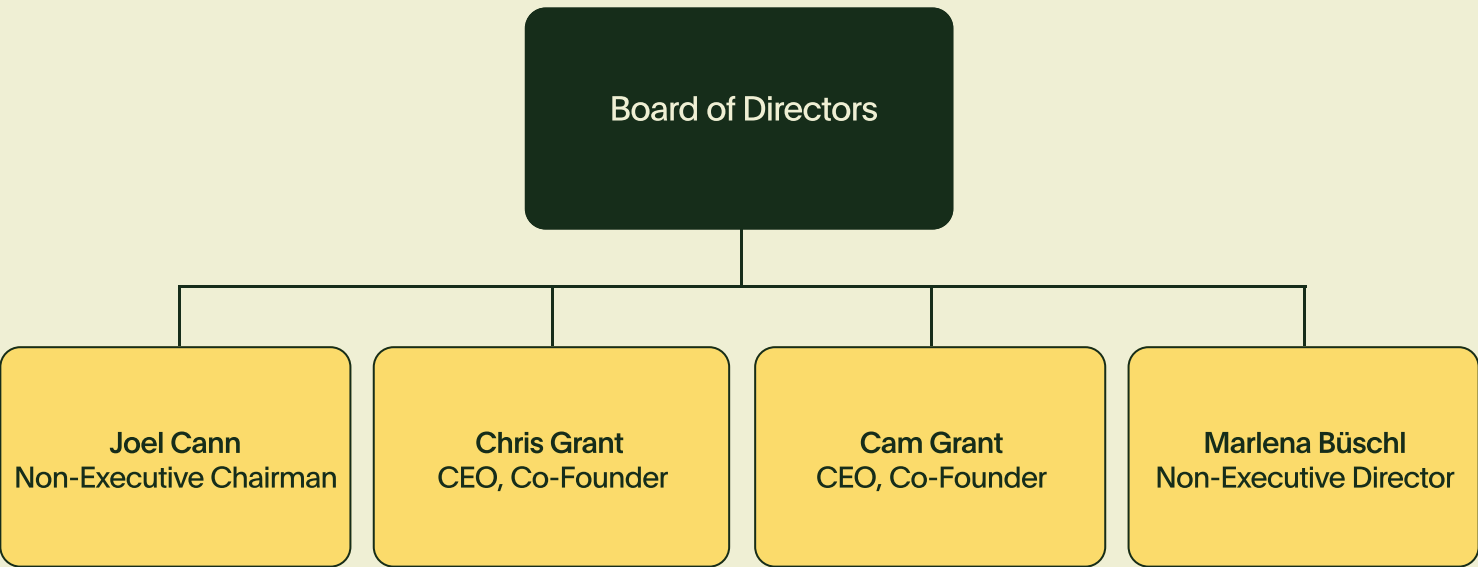 Board of Directors
Joel Cann
Non-Executive Chairman
Chris Grant
CEO, Co-Founder
Cam Grant
CEO, Co-Founder
Marlena Büschl
Non-Executive Director